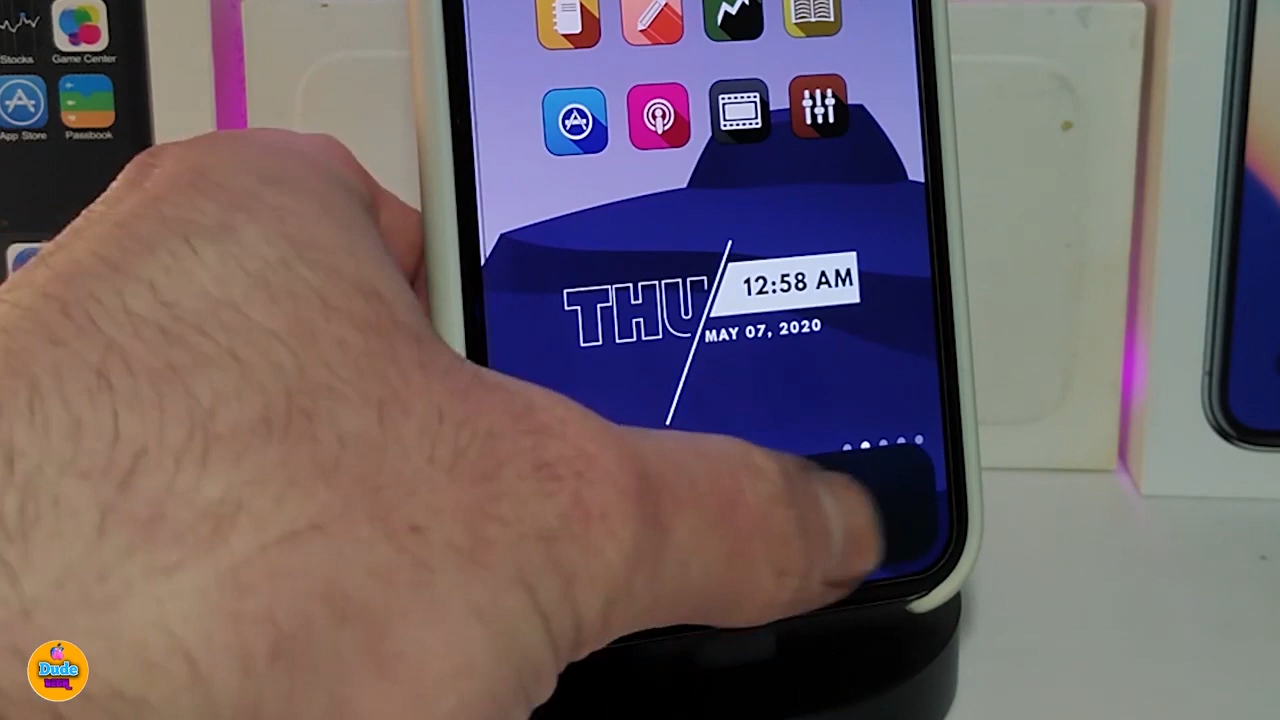 Stocks
Game Center
App Store
Passbook
THU
12:58 AM
MAY 07, 2020
Dude